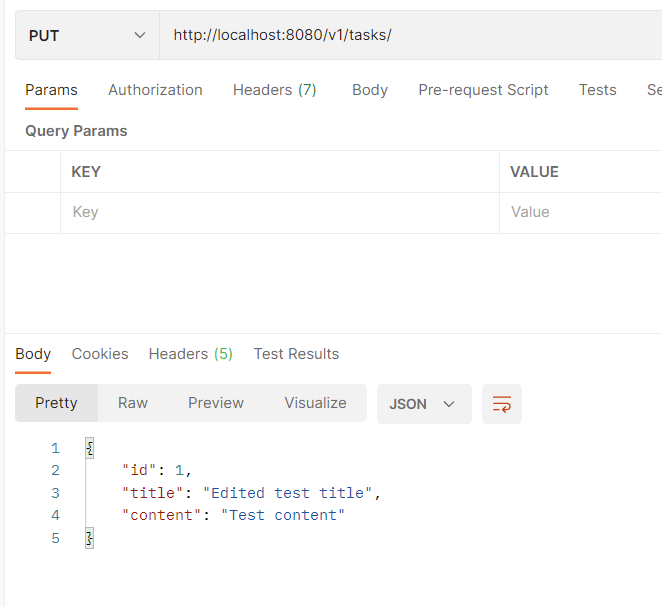 PUT http://localhost:8080/v1/tasks/
Params Authorization Headers (7) Body Pre-request Script Tests Se
Query Params
KEY VALUE
Key Value
Body Cookies Headers (5) Test Results
Pretty Raw Preview Visualize JSON
1 {
2 "id": 1,
3 "title": "Edited test title",
4 "content": "Test content"
5 }